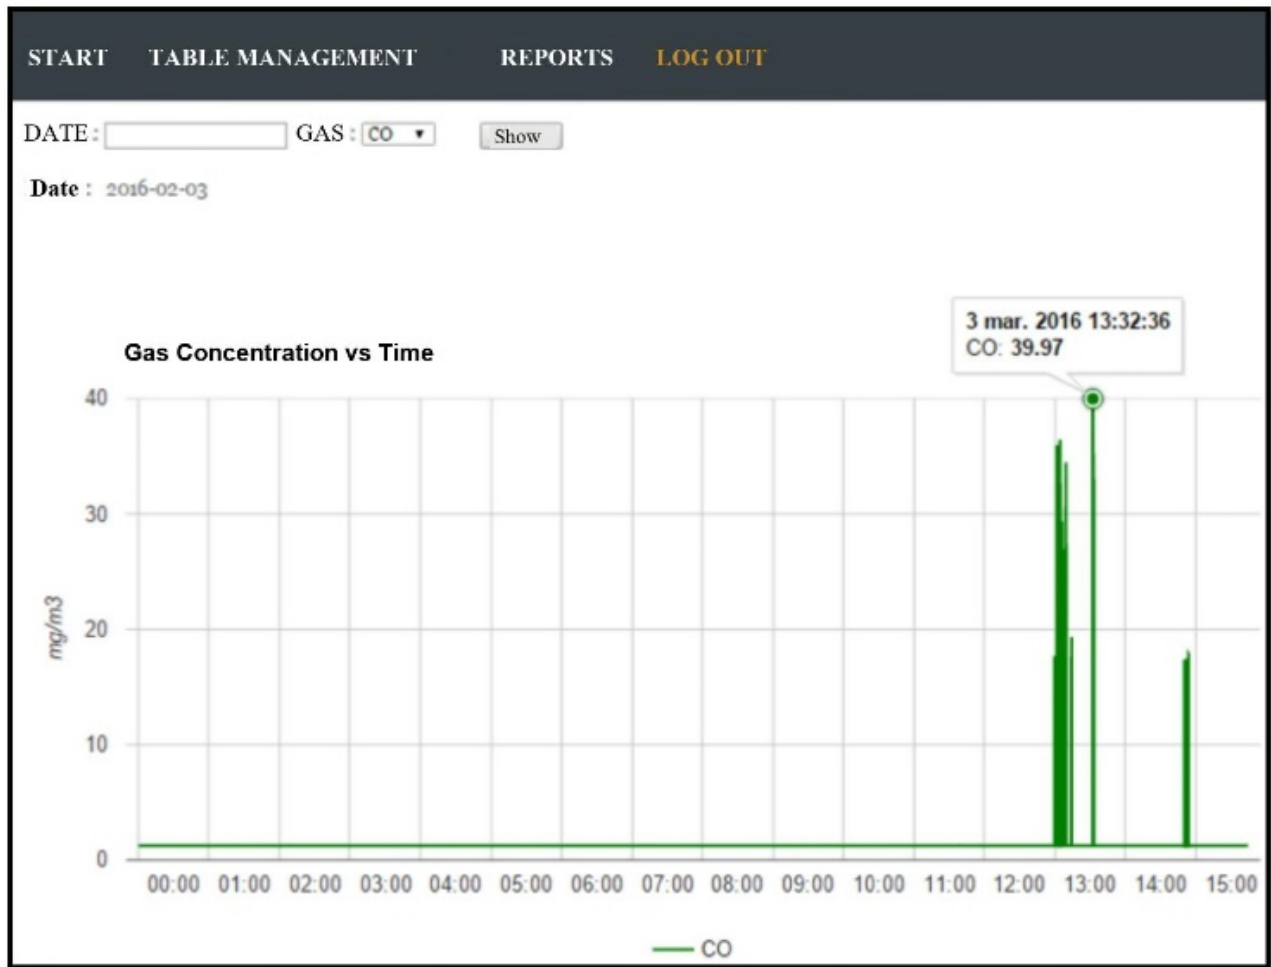 START TABLE MANAGEMENT REPORTS LOG OUT
DATE : GAS : CO Show
Date : 2016-02-03
3 mar. 2016 13:32:36
CO: 39.97
Gas Concentration vs Time
40
30
20
10
0
mg/m3
00:00 01:00 02:00 03:00 04:00 05:00 06:00 07:00 08:00 09:00 10:00 11:00 12:00 13:00 14:00 15:00
CO